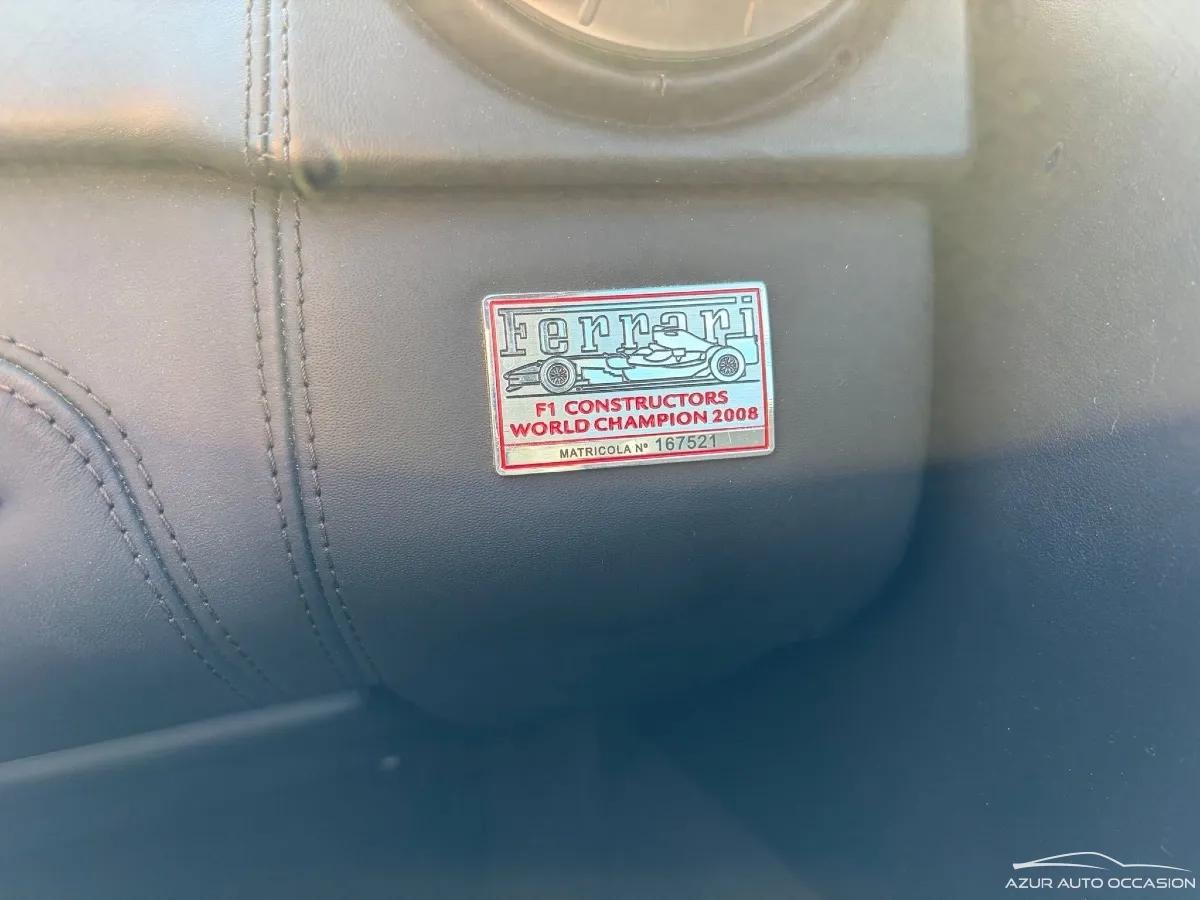 Ferrari
F1 CONSTRUCTORS
WORLD CHAMPION 2008
MATRICOLA Nº 167521
AZUR AUTO OCCASION